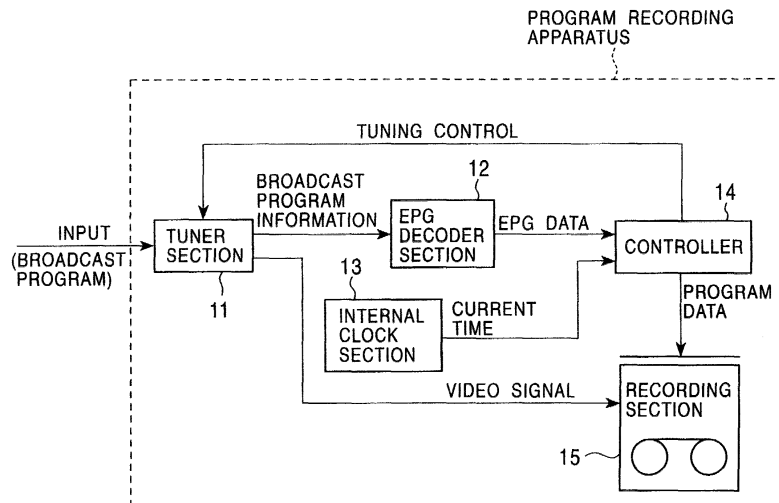 PROGRAM RECORDING
APPARATUS
TUNING CONTROL
BROADCAST
PROGRAM
INFORMATION
12
14
INPUT
(BROADCAST
PROGRAM)
TUNER
SECTION
11
EPG
DECODER
SECTION
EPG DATA
CONTROLLER
13
INTERNAL
CLOCK
SECTION
CURRENT
TIME
PROGRAM
DATA
VIDEO SIGNAL
RECORDING
SECTION
15